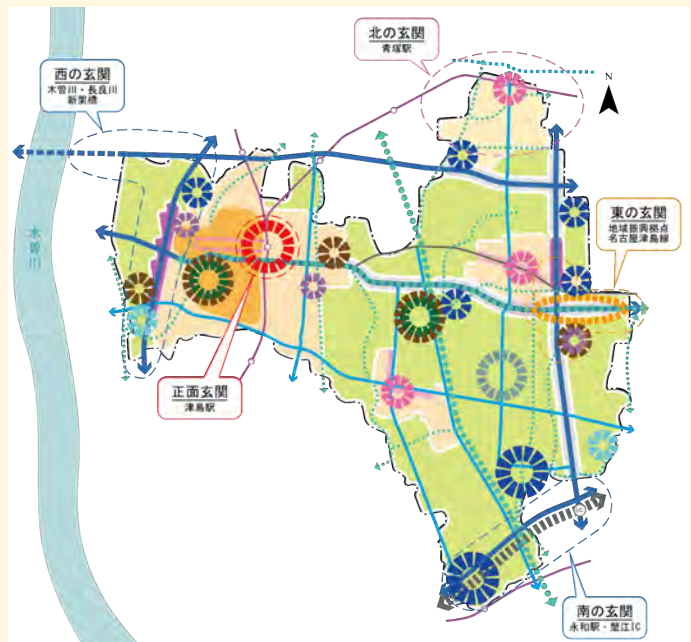 北の玄関
青塚駅
N
西の玄関
木曽川・長良川
新架橋
東の玄関
地域振興拠点
名古屋津島線
木曽川
正面玄関
津島駅
IC
南の玄関
永和駅・蟹江IC